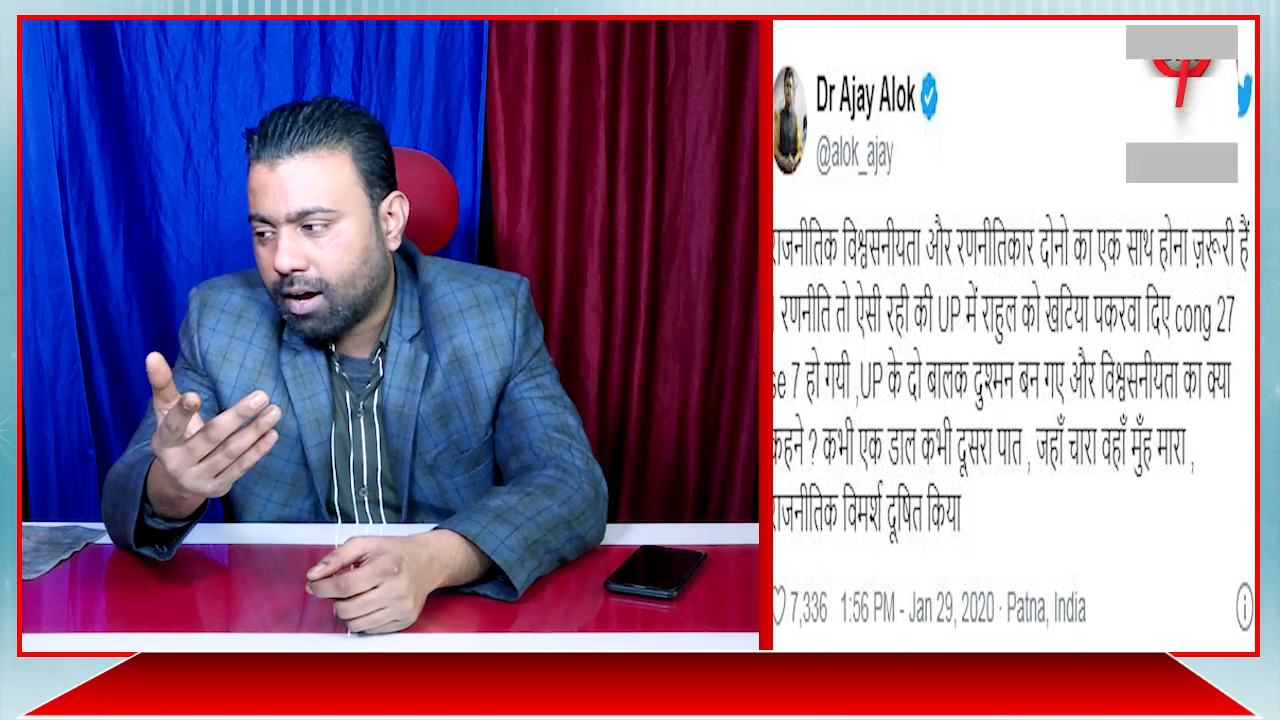 Dr Ajay Alok
@alok_ajay
राजनीतिक विश्वसनीयता और रणनीतिकार दोनो का एक साथ होना ज़रूरी हैं
रणनीति तो ऐसी रही की UP में राहुल को खटिया पकरवा दिए cong 27
se 7 हो गयी ,UP के दो बालक दुश्मन बन गए और विश्वसनीयता का क्या
कहने ? कभी एक डाल कभी दूसरा पात , जहाँ चारा वहाँ मुँह मारा ,
राजनीतिक विमर्श दूषित किया
7,336 1:56 PM - Jan 29, 2020 · Patna, India